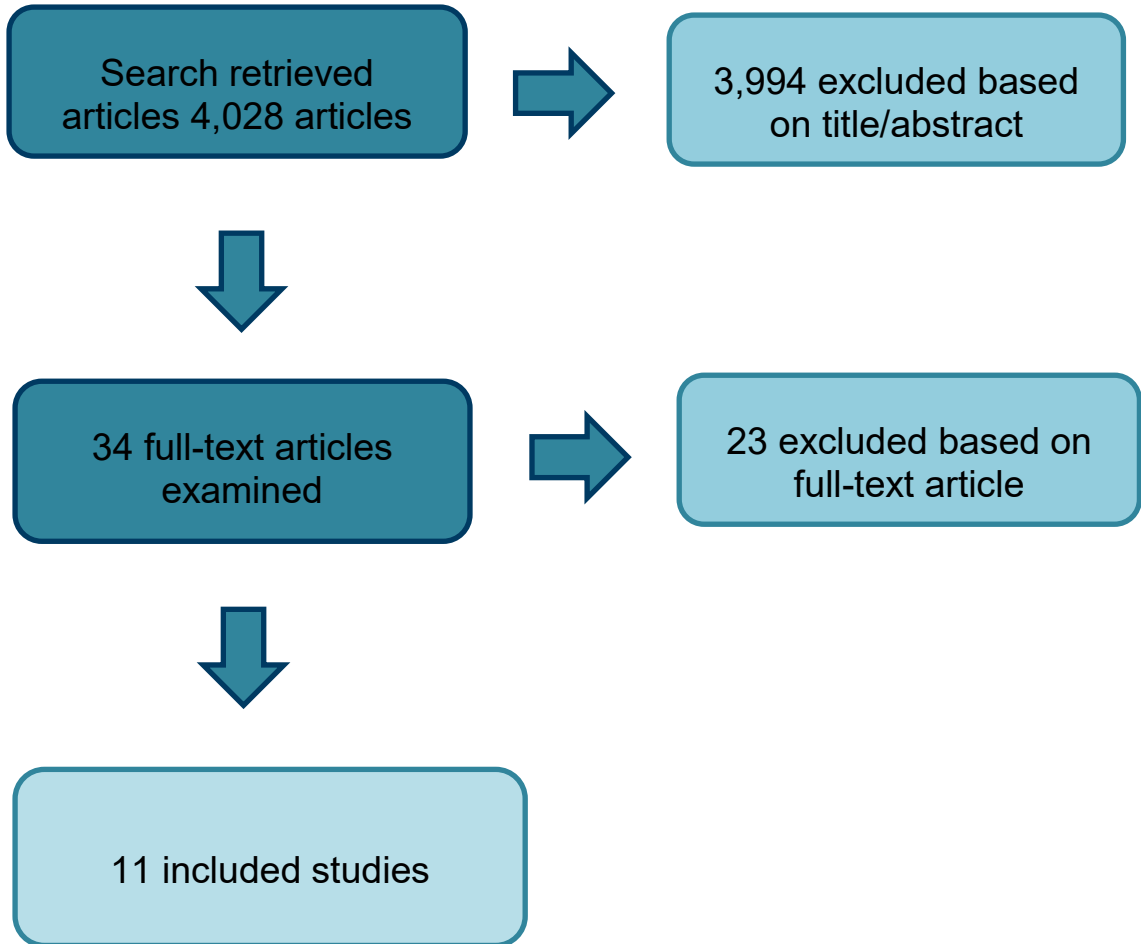 Search retrieved
articles 4,028 articles
3,994 excluded based
on title/abstract
34 full-text articles
examined
23 excluded based on
full-text article
11 included studies